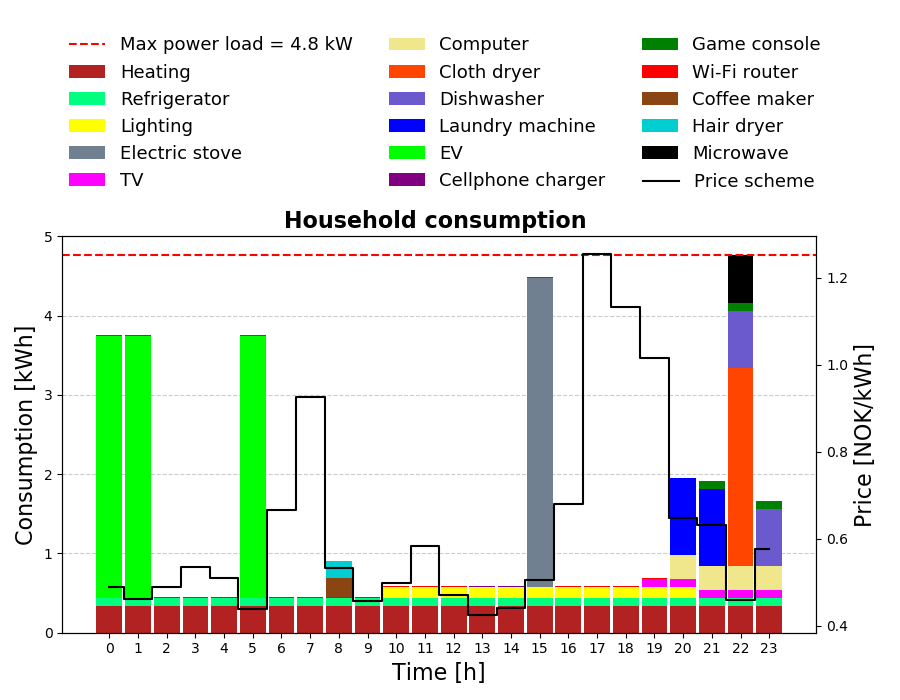 Max power load = 4.8 kW
Heating
Refrigerator
Lighting
Electric stove
TV
Computer
Cloth dryer
Dishwasher
Laundry machine
EV
Cellphone charger
Game console
Wi-Fi router
Coffee maker
Hair dryer
Microwave
Price scheme
Household consumption
Consumption [kWh]
5
4
3
2
1
0
1.2
1.0
0.8
0.6
0.4
Price [NOK/kWh]
0 1 2 3 4 5 6 7 8 9 10 11 12 13 14 15 16 17 18 19 20 21 22 23
Time [h]